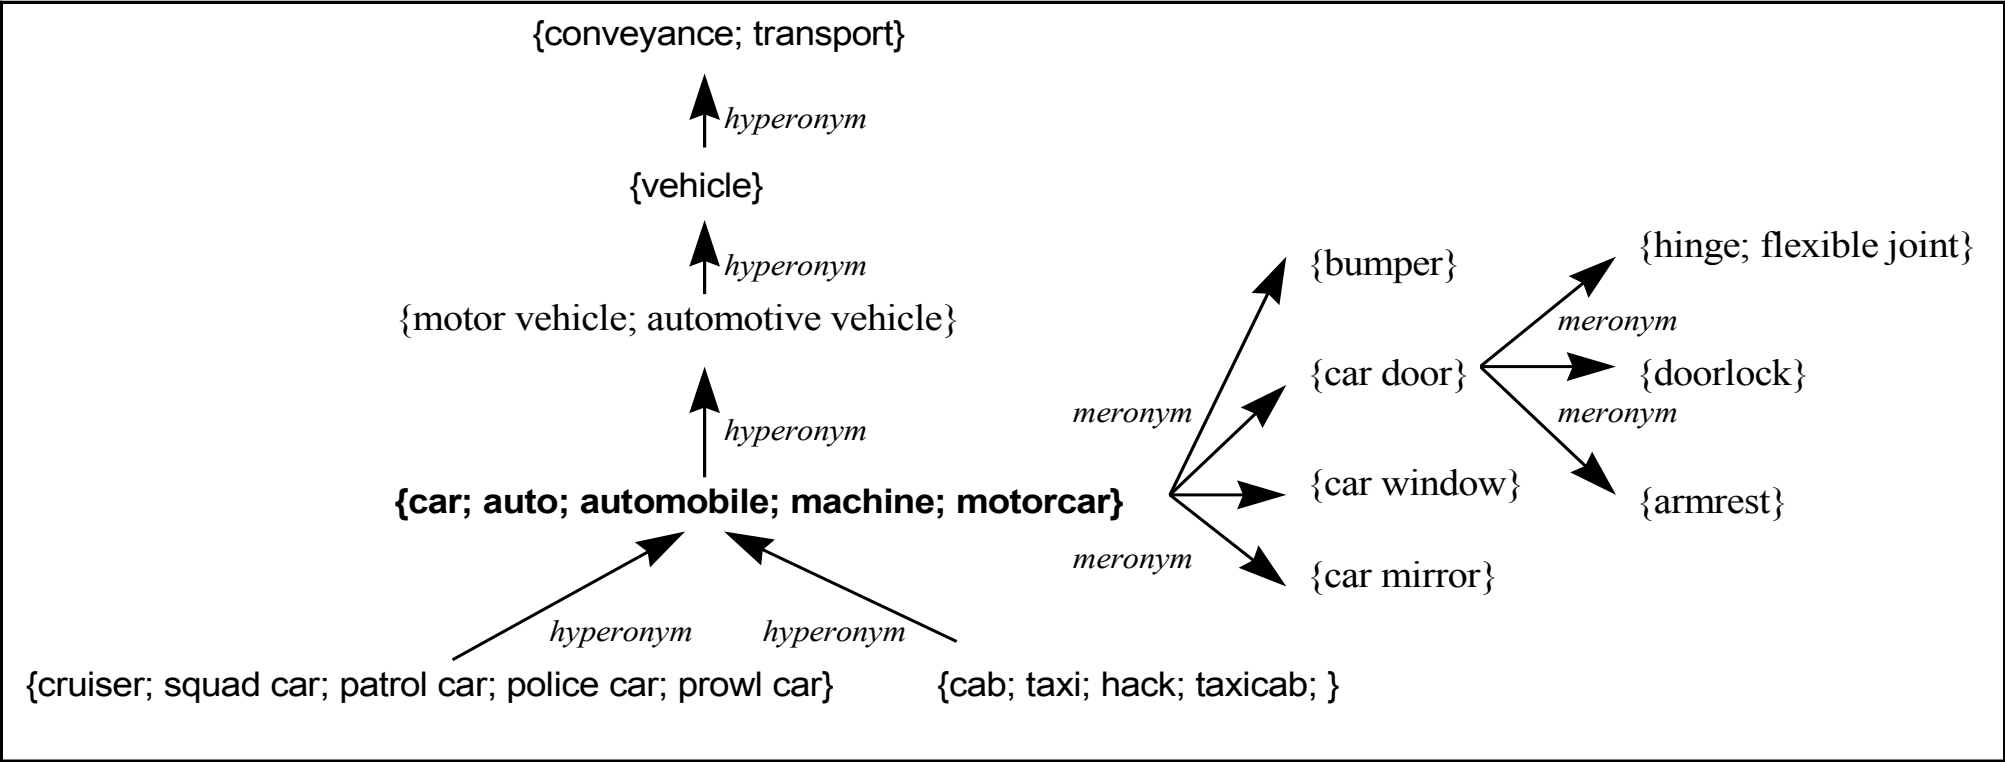 {conveyance; transport}
hyperonym
{vehicle}
hyperonym
{motor vehicle; automotive vehicle}
hyperonym
{car; auto; automobile; machine; motorcar}
hyperonym
hyperonym
{cruiser; squad car; patrol car; police car; prowl car}
{cab; taxi; hack; taxicab; }
meronym
meronym
{bumper}
{car door}
{car window}
{car mirror}
meronym
meronym
{hinge; flexible joint}
{doorlock}
{armrest}